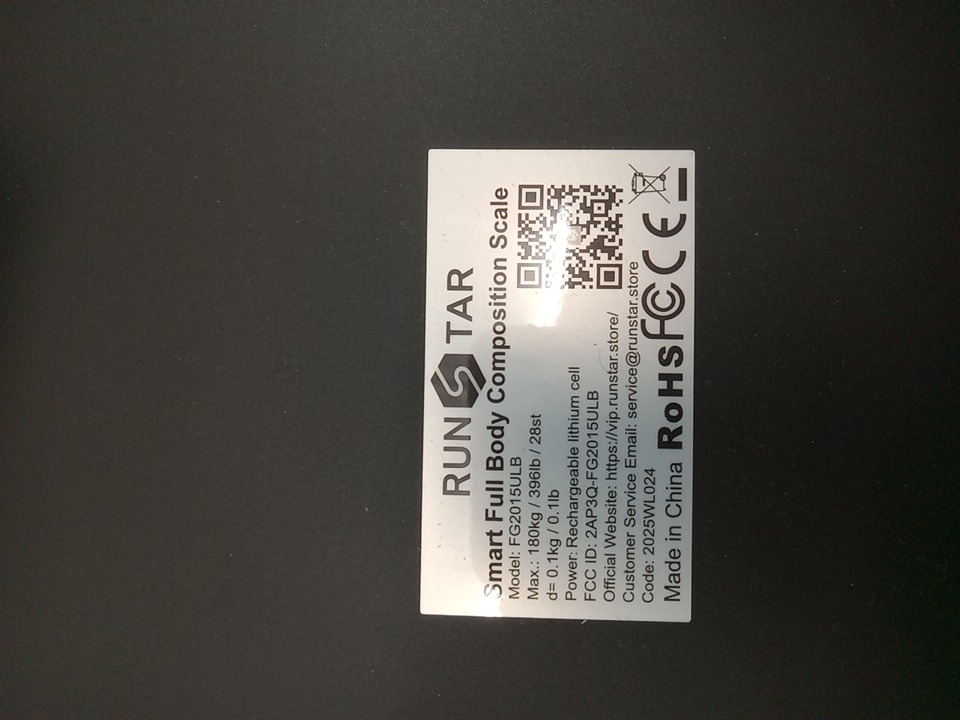 RUNSTAR
Smart Full Body Composition Scale
Model: FG2015ULB
Max.: 180kg / 396lb / 28st
d= 0.1kg / 0.1lb
Power: Rechargeable lithium cell
FCC ID: 2AP3Q-FG2015ULB
Official Website: https://vip.runstar.store/
Customer Service Email: service@runstar.store
Code: 2025WL024
Made in China RoHS FC CE